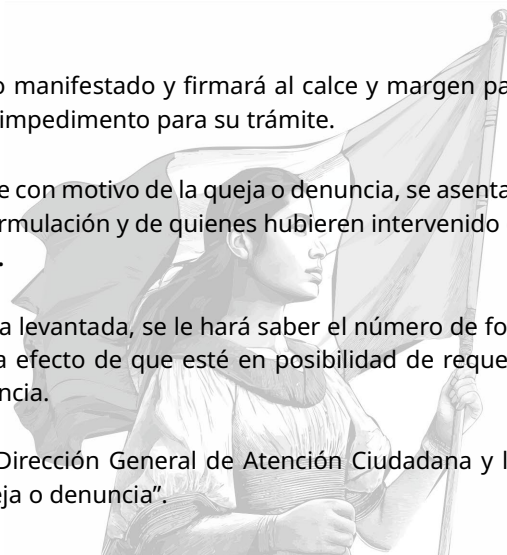 o manifestado y firmará al calce y margen pa
impedimento para su trámite.
e con motivo de la queja o denuncia, se asenta
rmulación y de quienes hubieren intervenido
.
a levantada, se le hará saber el número de fo
a efecto de que esté en posibilidad de reque
ncia.
Dirección General de Atención Ciudadana y l
eja o denuncia”.